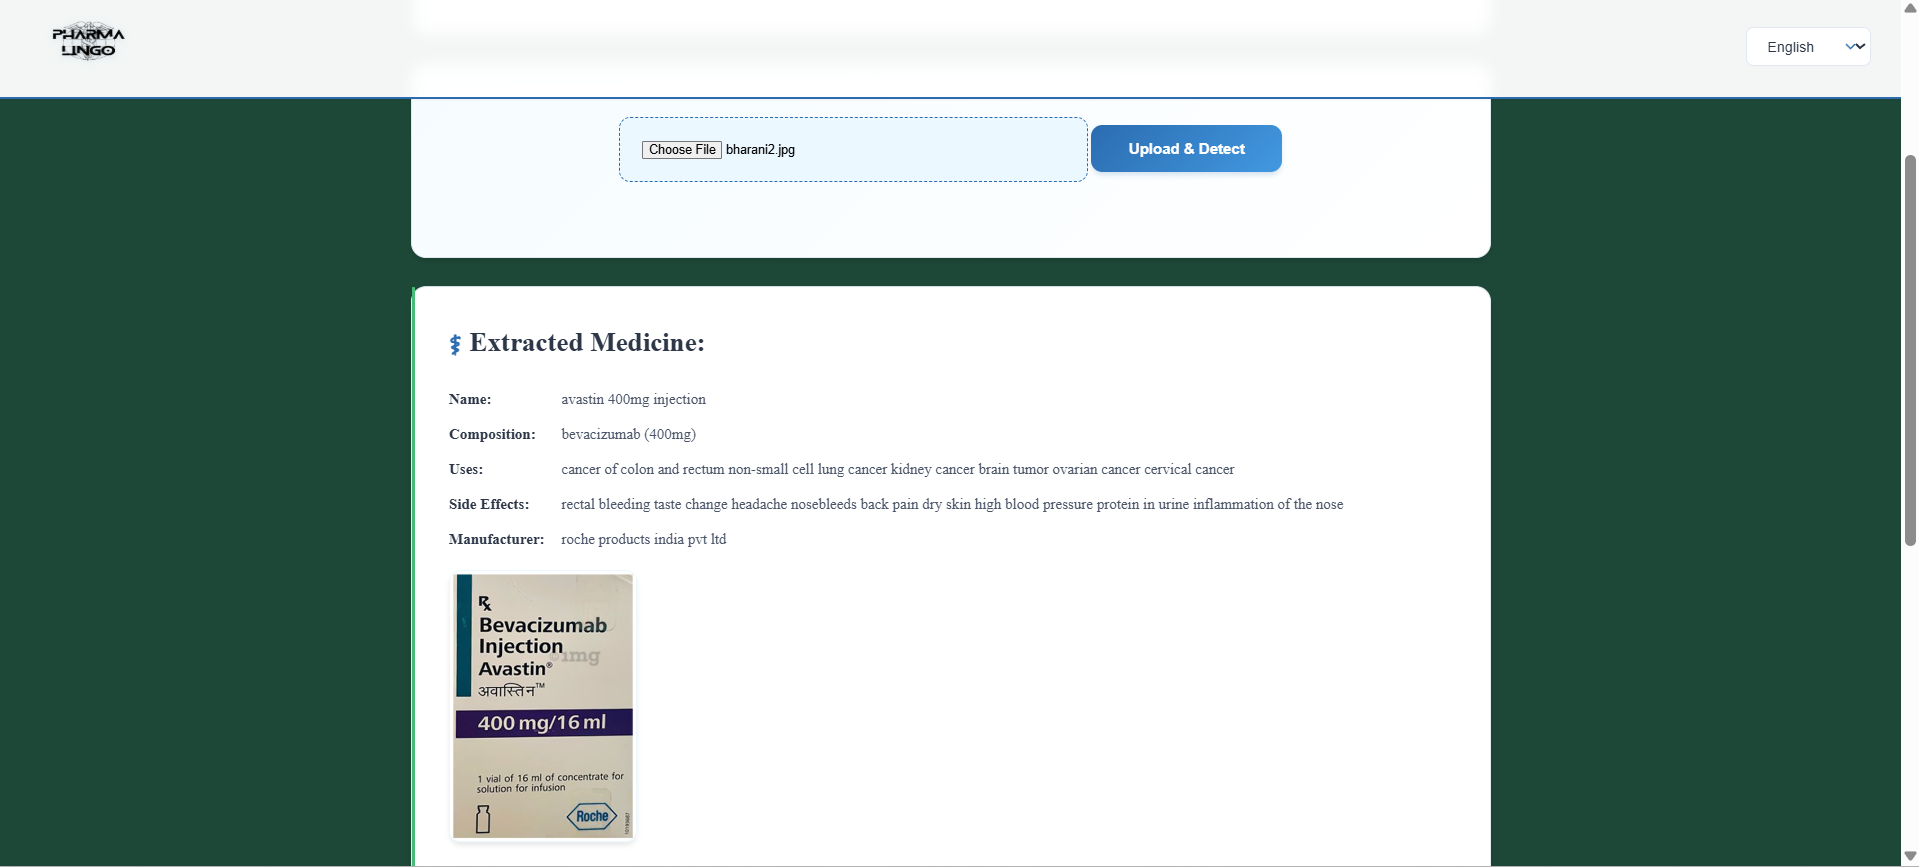 PHARMA
LINGO
English
Choose File bharani2.jpg
Upload & Detect
Extracted Medicine:
Name: avastin 400mg injection
Composition: bevacizumab (400mg)
Uses: cancer of colon and rectum non-small cell lung cancer kidney cancer brain tumor ovarian cancer cervical cancer
Side Effects: rectal bleeding taste change headache nosebleeds back pain dry skin high blood pressure protein in urine inflammation of the nose
Manufacturer: roche products india pvt ltd
Rx
Bevacizumab
Injection
1mg
Avastin®
अवास्तिन™
400 mg/16 ml
1 vial of 16 ml of concentrate for
solution for infusion
Roche